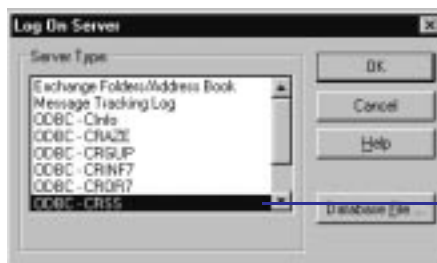 Log On Server
Server Type
Exchange Folders/Address Book
Message Tracking Log
ODBC - CInfo
ODBC - CRAZE
ODBC - CRGUP
ODBC - CRINF7
ODBC - CROR7
ODBC - CRSS
OK
Cancel
Help
Database File ...